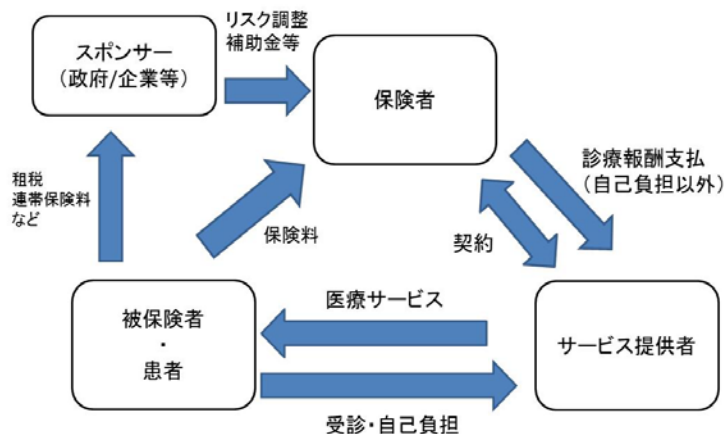 リスク調整
補助金等
スポンサー
（政府/企業等）
保険者
租税
連帯保険料
など
保険料
診療報酬支払
（自己負担以外）
契約
医療サービス
被保険者
・
患者
サービス提供者
受診・自己負担